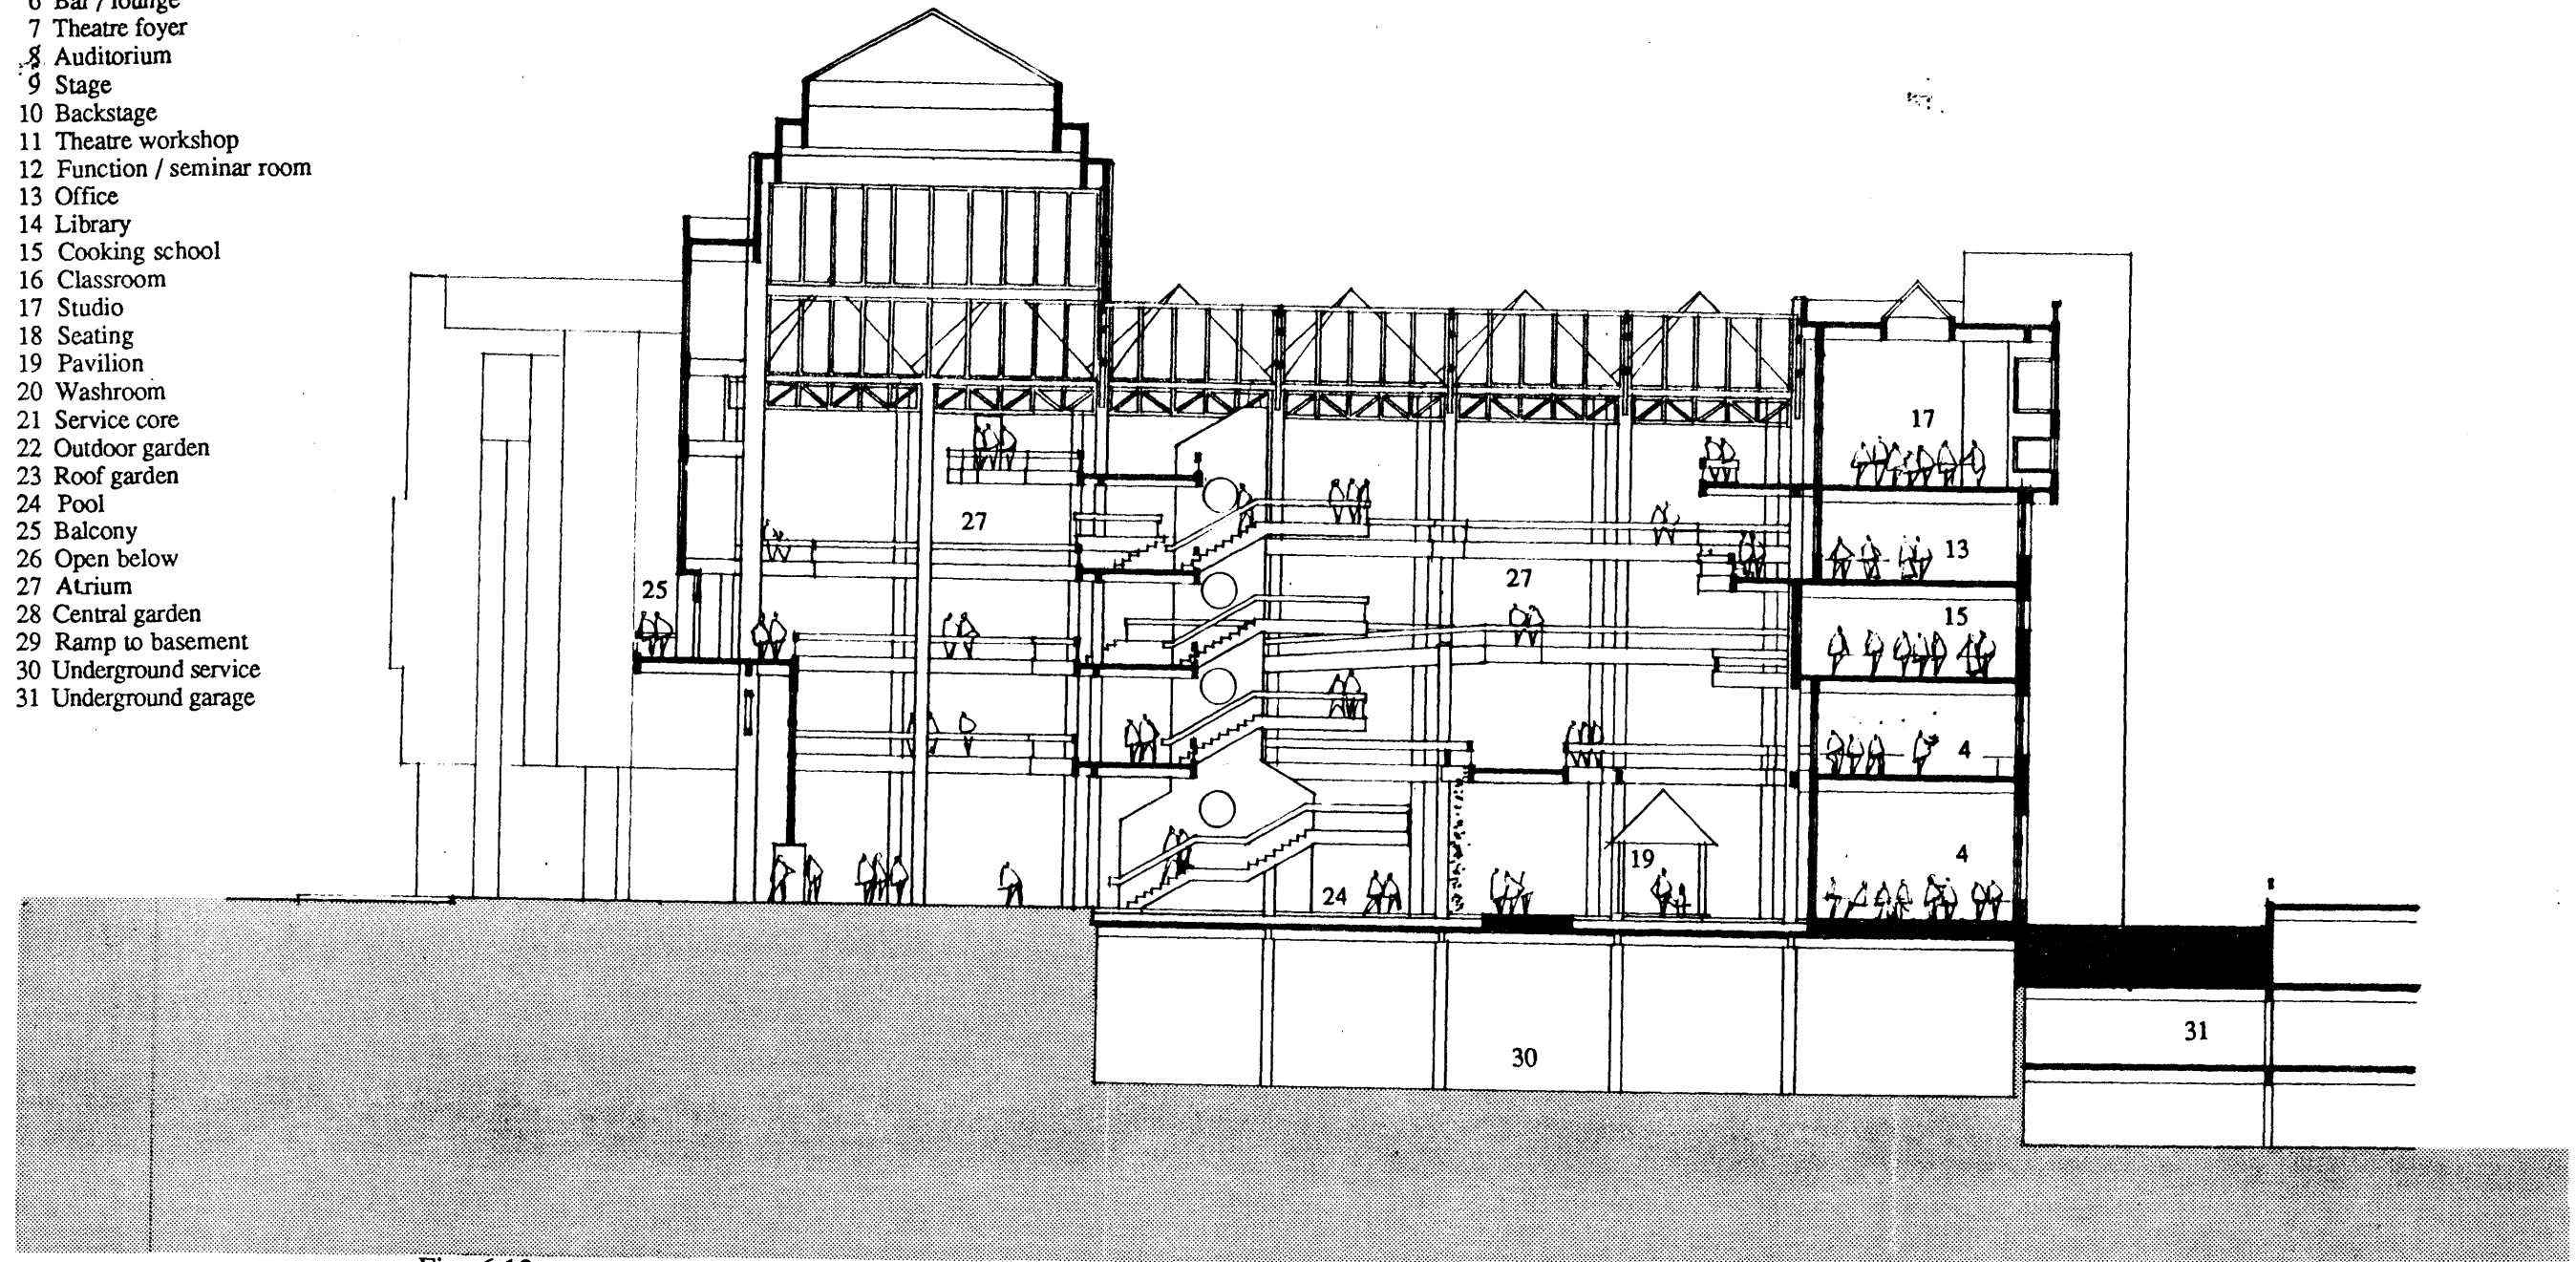 6 Bar / lounge
7 Theatre foyer
8 Auditorium
9 Stage
10 Backstage
11 Theatre workshop
12 Function / seminar room
13 Office
14 Library
15 Cooking school
16 Classroom
17 Studio
18 Seating
19 Pavilion
20 Washroom
21 Service core
22 Outdoor garden
23 Roof garden
24 Pool
25 Balcony
26 Open below
27 Atrium
28 Central garden
29 Ramp to basement
30 Underground service
31 Underground garage
17
27
13
27
25
15
4
4
19
24
31
30